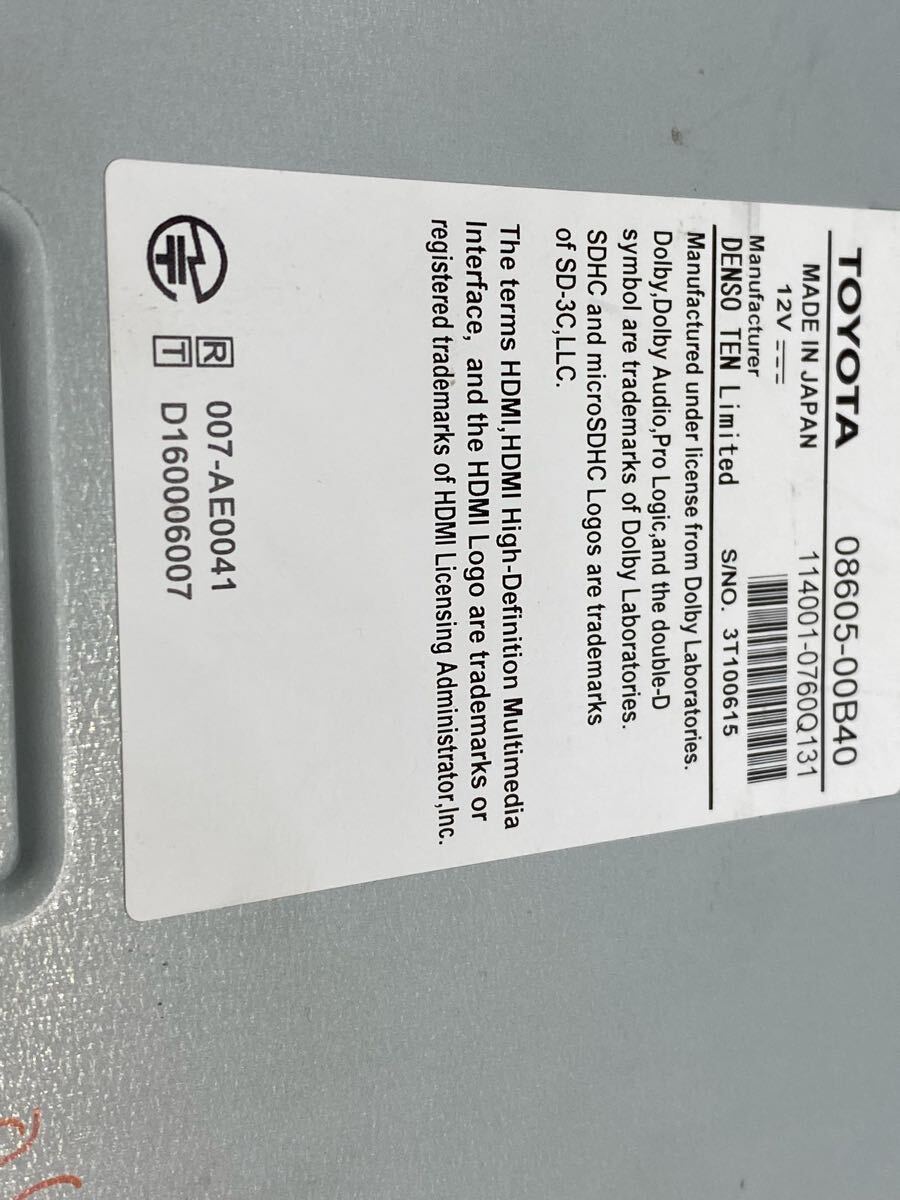 TOYOTA 08605-00B40
MADE IN JAPAN 114001-0760Q131
12V
Manufacturer
DENSO TEN Limited S/NO. 3T100615
Manufactured under license from Dolby Laboratories.
Dolby,Dolby Audio,Pro Logic,and the double-D
symbol are trademarks of Dolby Laboratories.
SDHC and microSDHC Logos are trademarks
of SD-3C,LLC.
The terms HDMI,HDMI High-Definition Multimedia
Interface, and the HDMI Logo are trademarks or
registered trademarks of HDMI Licensing Administrator,Inc.
R 007-AE0041
T D160006007